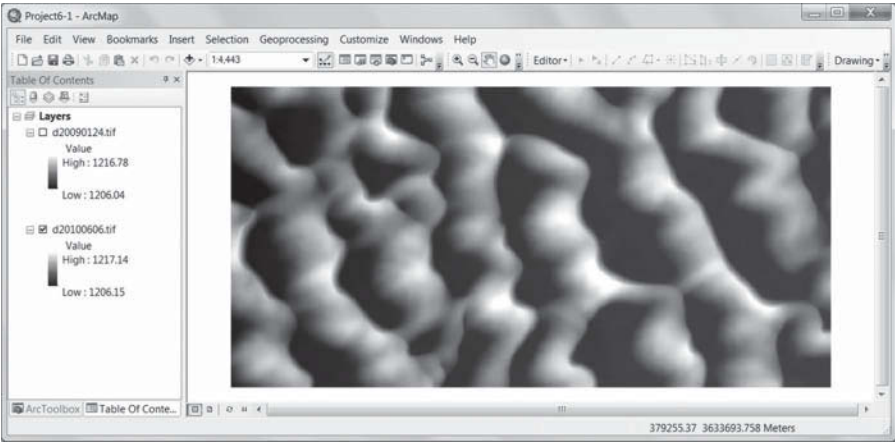 Project6-1 - ArcMap
File Edit View Bookmarks Insert Selection Geoprocessing Customize Windows Help
1:4,443
Editor
Drawing
Table Of Contents
Layers
d20090124.tif
Value
High : 1216.78
Low : 1206.04
d20100606.tif
Value
High : 1217.14
Low : 1206.15
ArcToolbox Table Of Conte...
379255.37 3633693.758 Meters